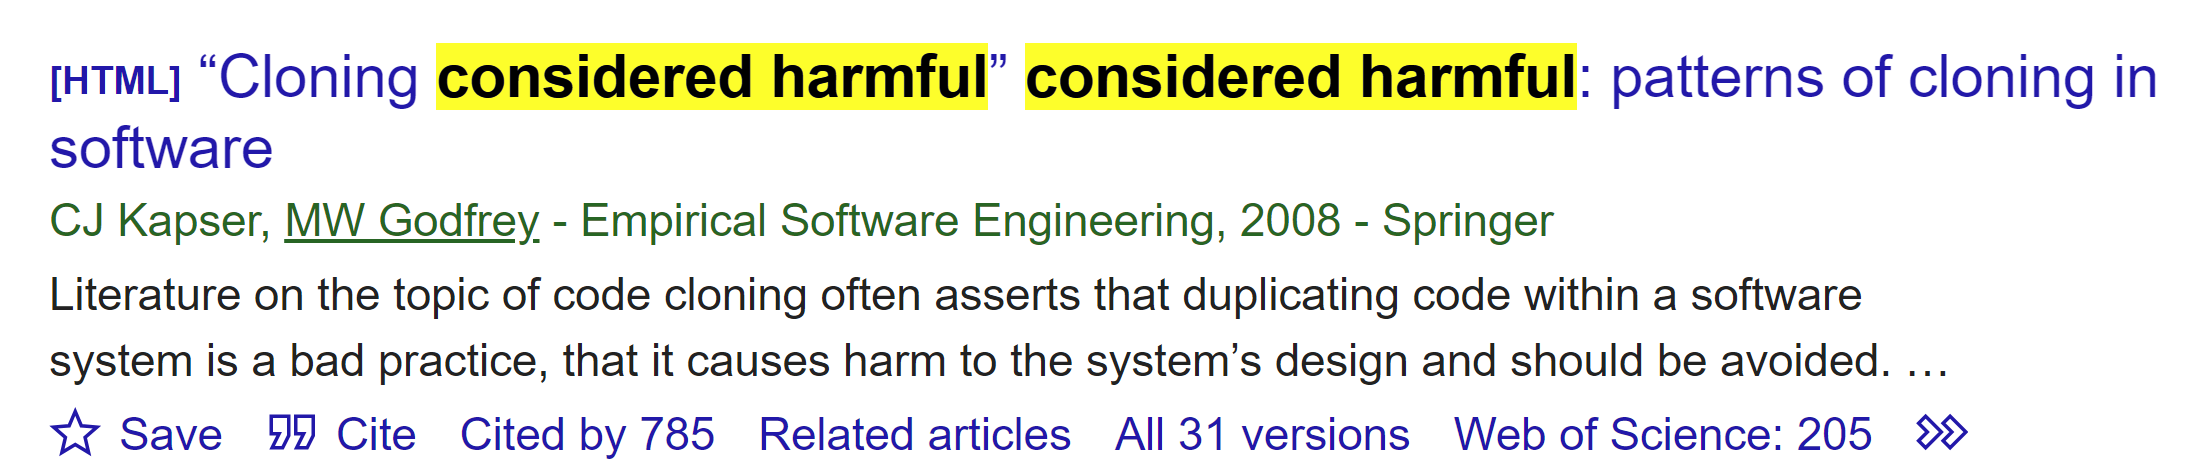 [HTML] “Cloning considered harmful” considered harmful: patterns of cloning in
software
CJ Kapser, MW Godfrey - Empirical Software Engineering, 2008 - Springer
Literature on the topic of code cloning often asserts that duplicating code within a software
system is a bad practice, that it causes harm to the system’s design and should be avoided. …
Save Cite Cited by 785 Related articles All 31 versions Web of Science: 205